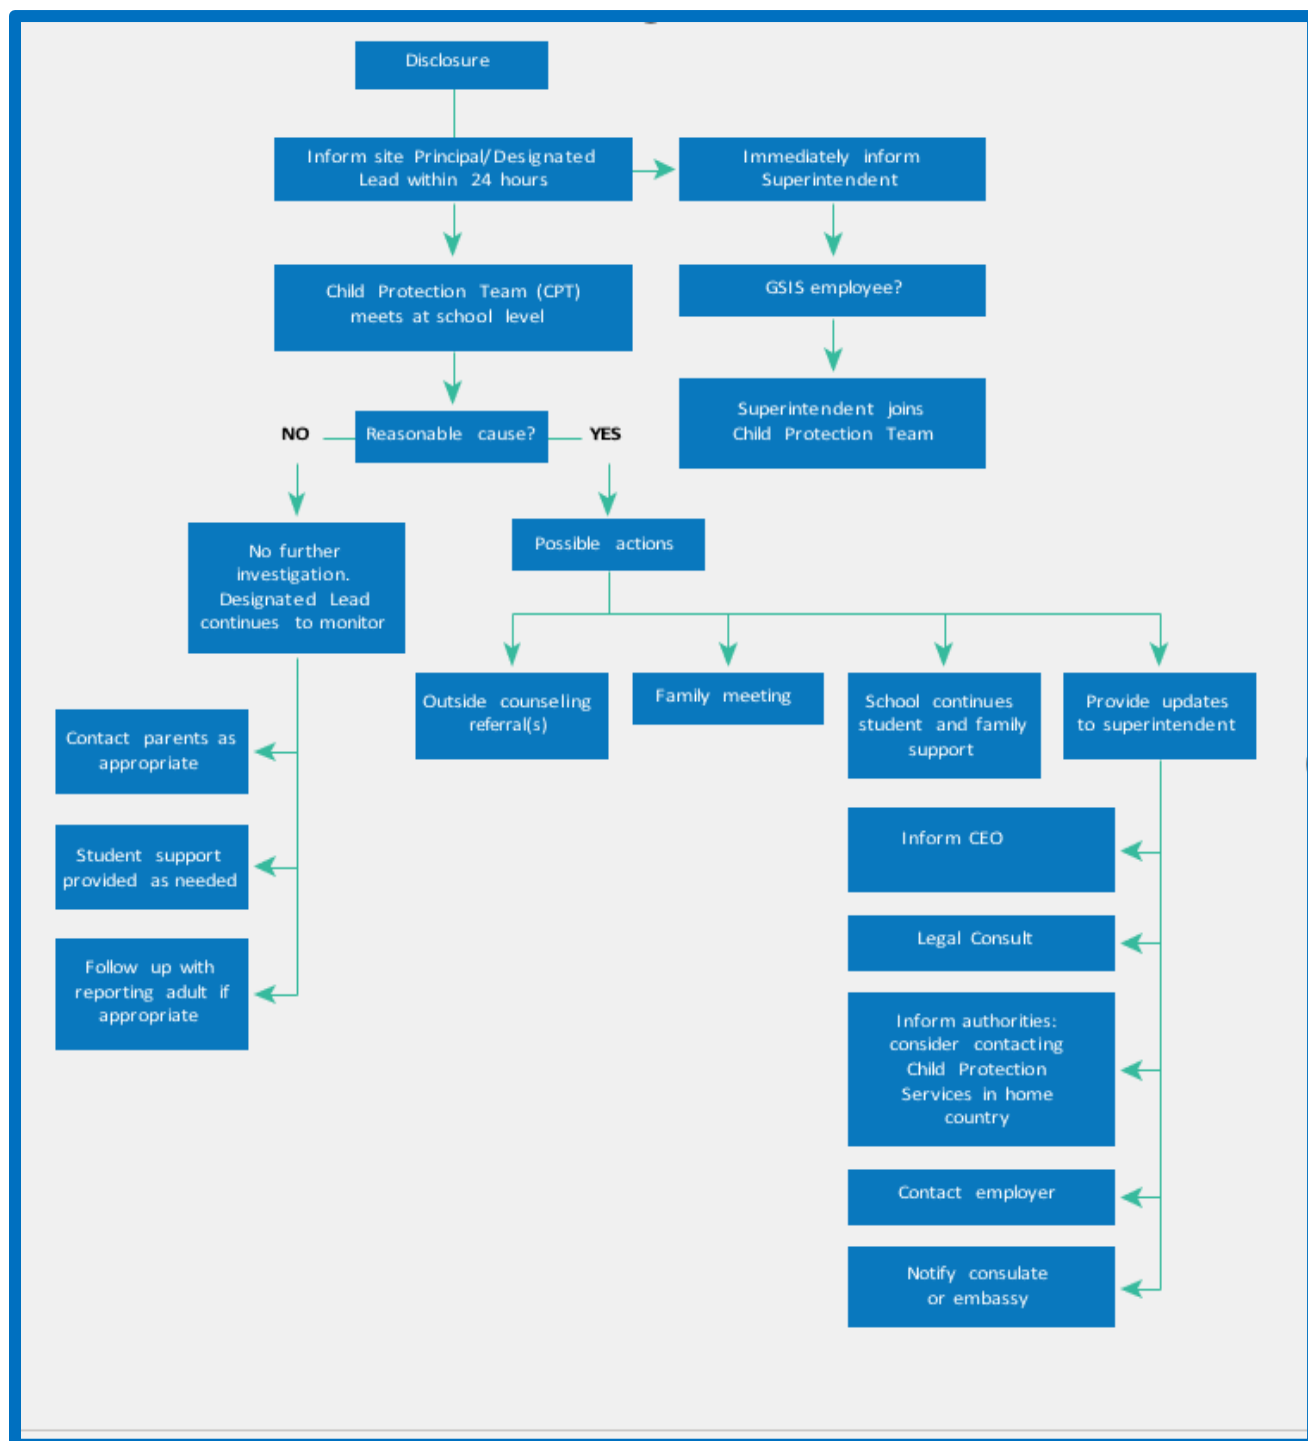 Disclosure
Inform site Principal/Designated
Lead within 24 hours
Immediately inform
Superintendent
Child Protection Team (CPT)
meets at school level
GSIS employee?
Superintendent joins
Child Protection Team
NO
Reasonable cause?
YES
No further
investigation.
Designated Lead
continues to monitor
Possible actions
Outside counseling
referral(s)
Family meeting
School continues
student and family
support
Provide updates
to superintendent
Contact parents as
appropriate
Student support
provided as needed
Follow up with
reporting adult if
appropriate
Inform CEO
Legal Consult
Inform authorities:
consider contacting
Child Protection
Services in home
country
Contact employer
Notify consulate
or embassy